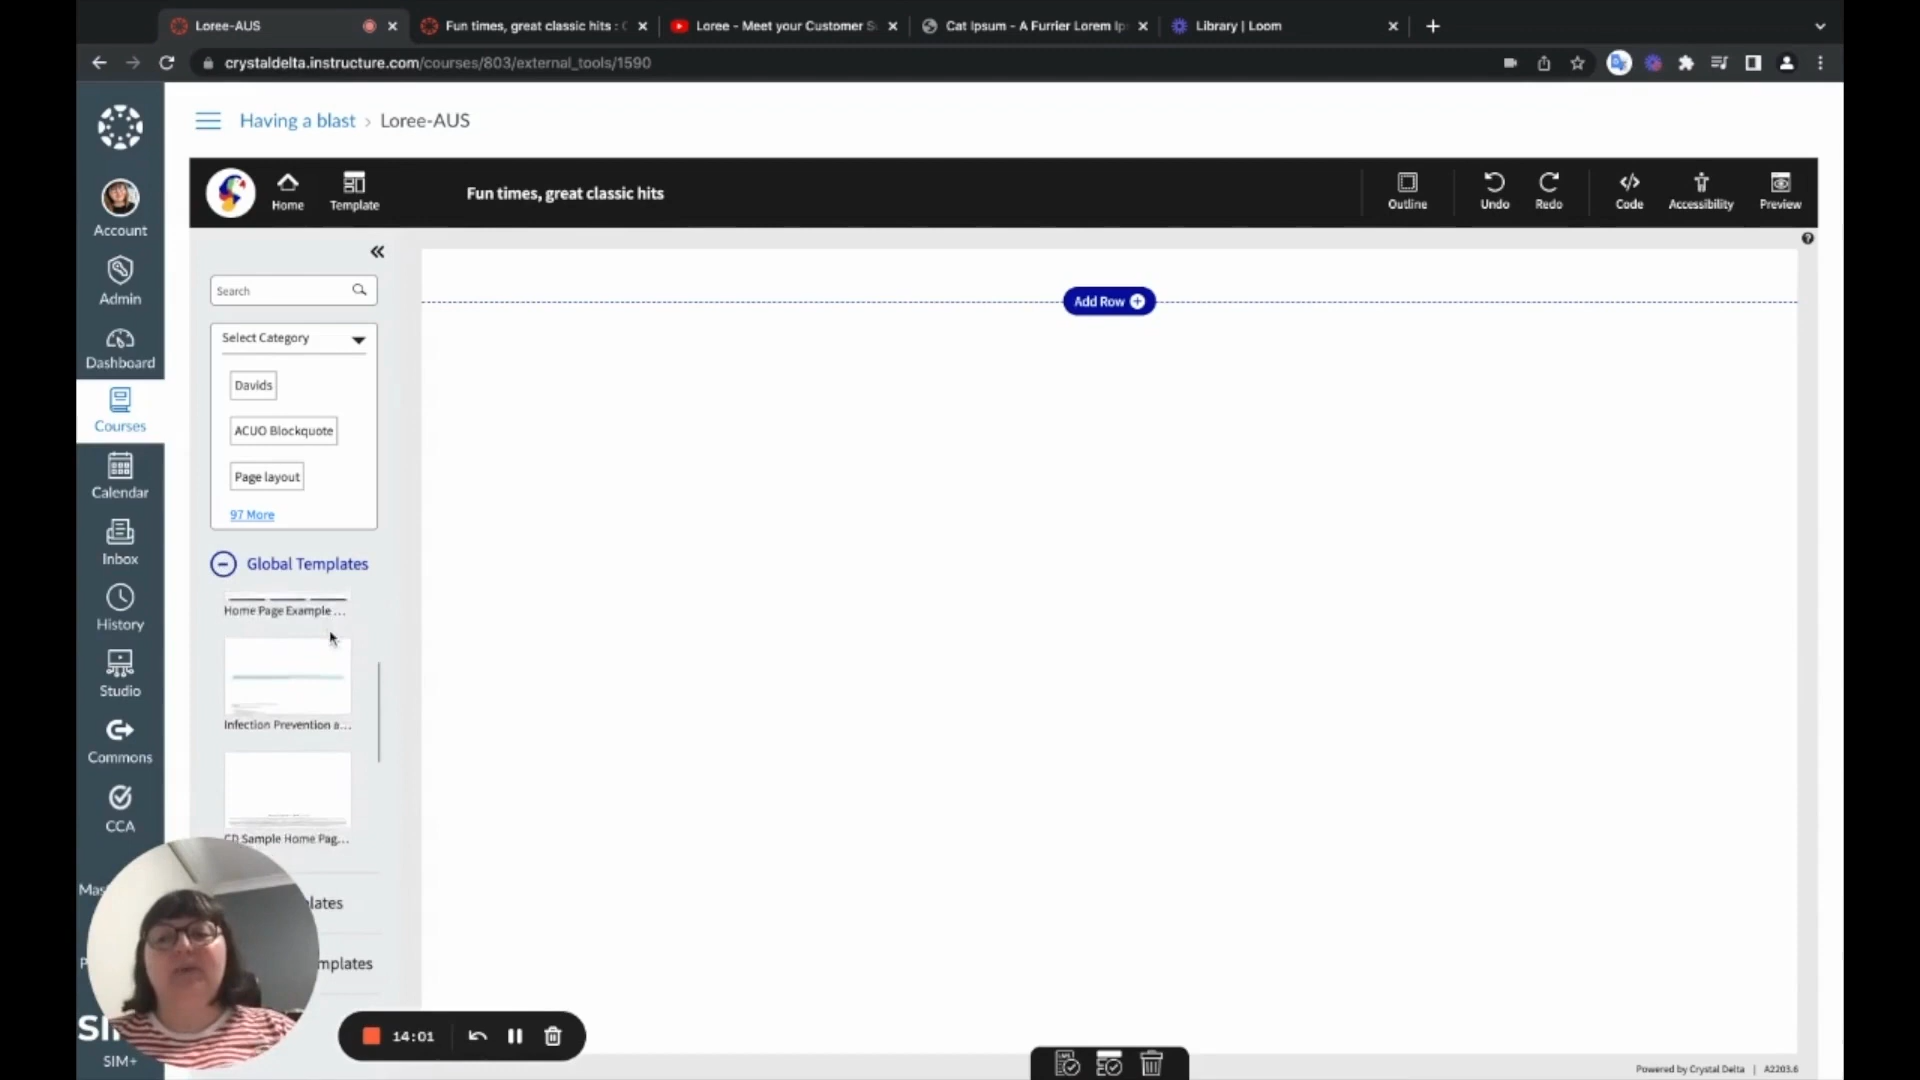 Loree-AUS
Fun times, great classic hits :
Loree - Meet your Customer S
Cat Ipsum - A Furrier Lorem Ip
Library | Loom
crystaldelta.instructure.com/courses/803/external_tools/1590
Having a blast › Loree-AUS
Home
Template
Fun times, great classic hits
Outline
Undo
Redo
Code
Accessibility
Preview
Account
Admin
Dashboard
Courses
Calendar
Inbox
History
Studio
Commons
CCA
SIM+
Search
Select Category
Davids
ACUO Blockquote
Page layout
97 More
Global Templates
Home Page Example ...
Infection Prevention a...
CD Sample Home Pag...
lates
mplates
Add Row
14:01
Powered by Crystal Delta | A2203.6